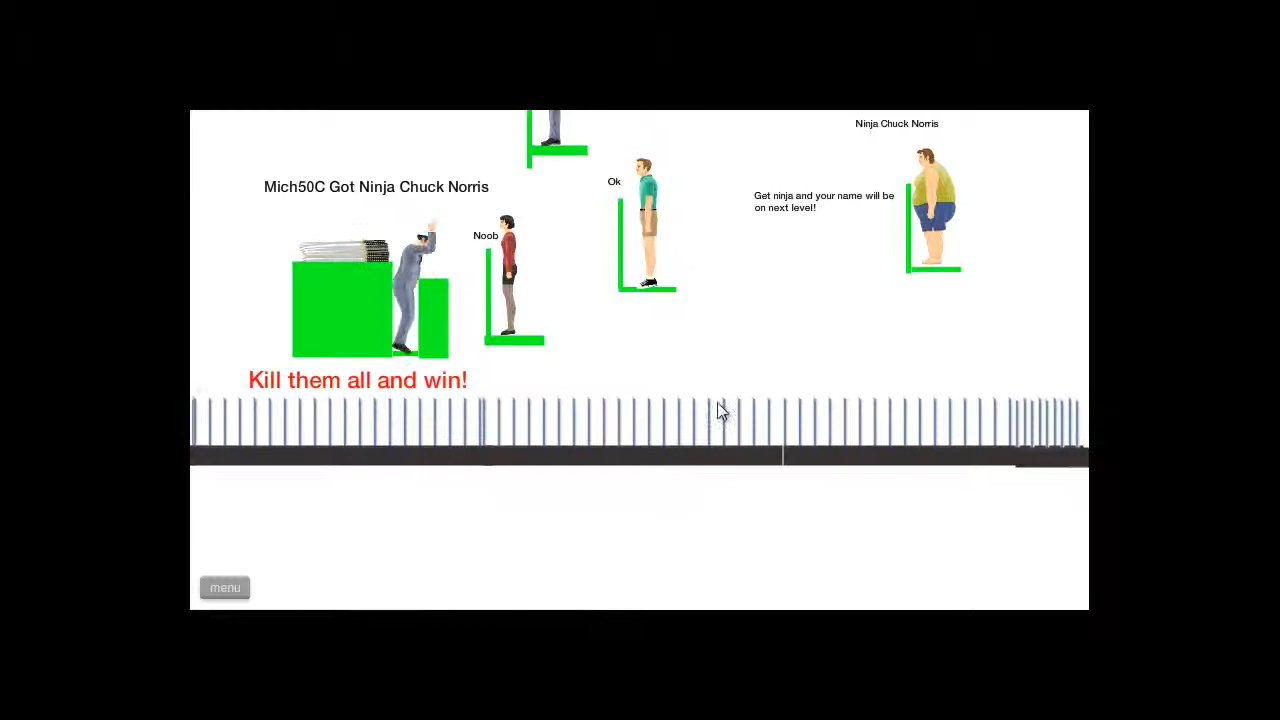 Ninja Chuck Norris
Ok
Mich50C Got Ninja Chuck Norris
Get ninja and your name will be
on next level!
Noob
Kill them all and win!
menu